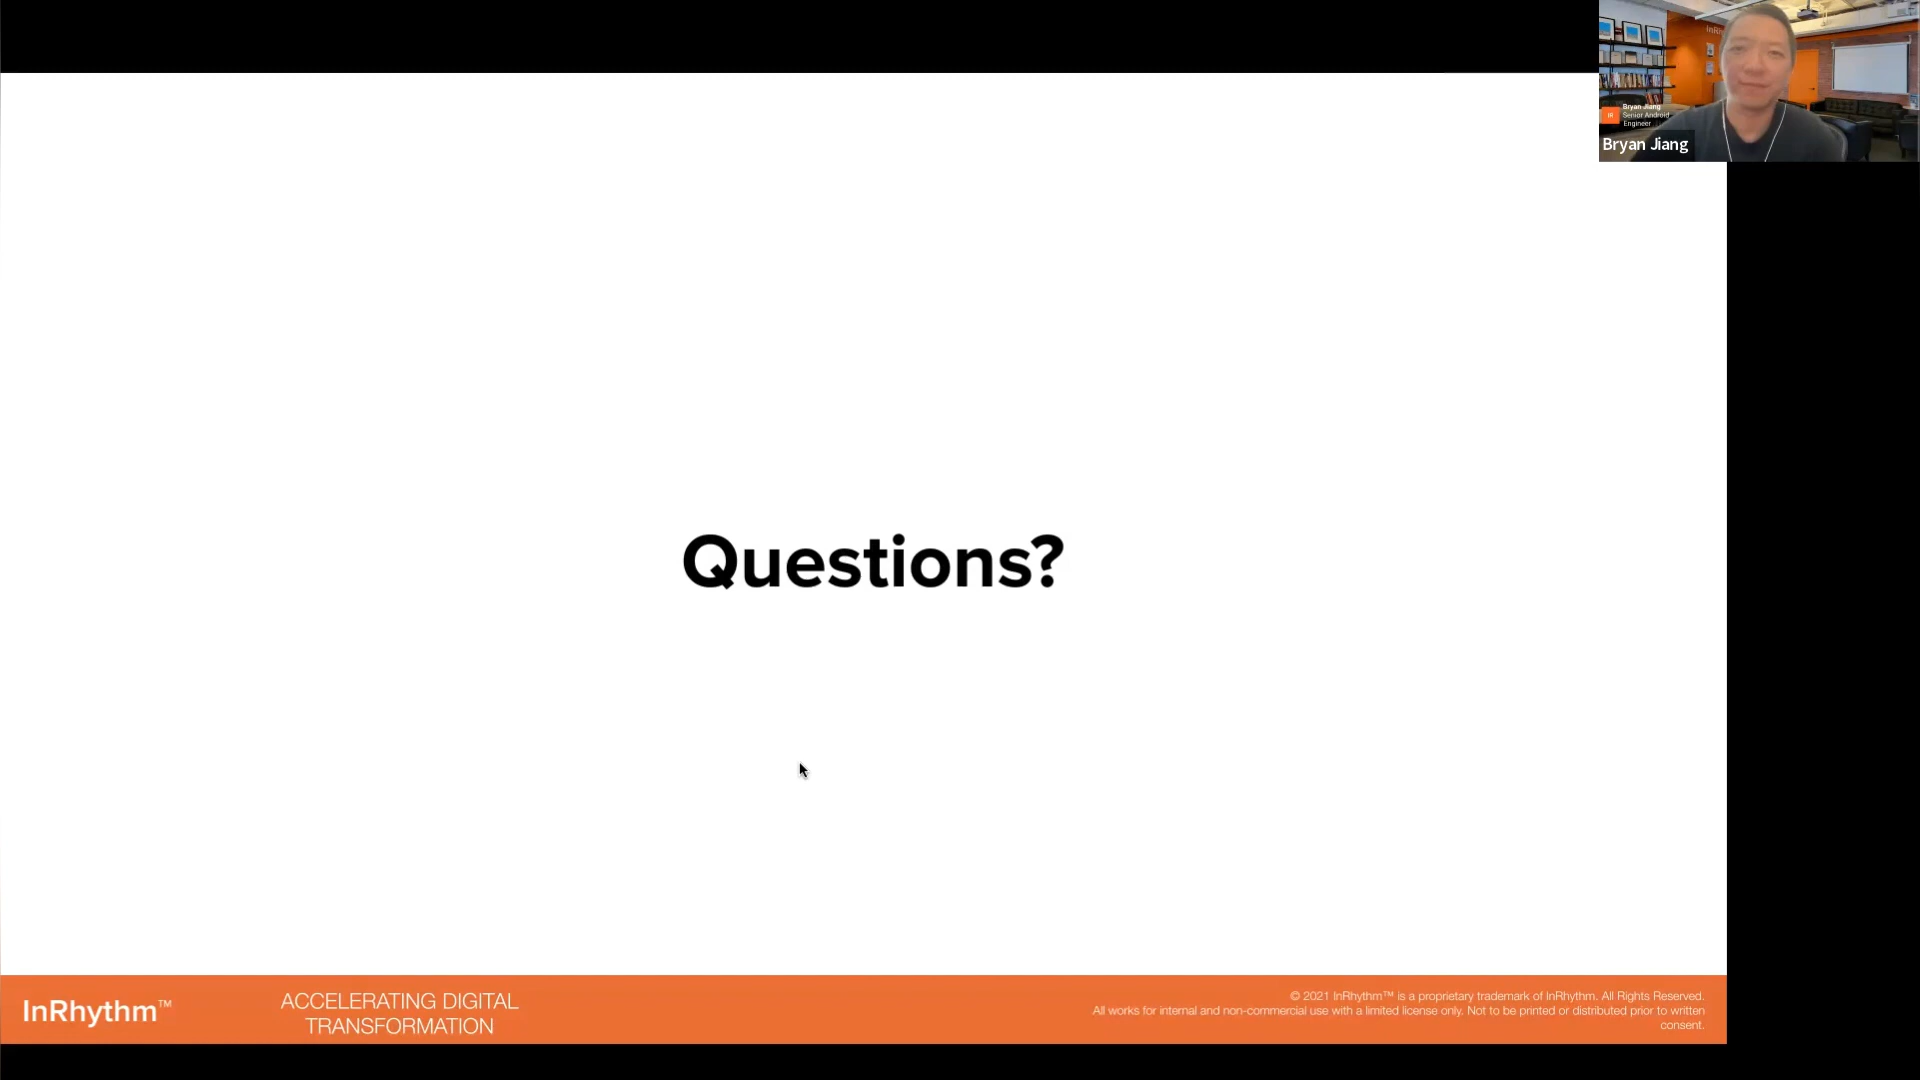 InRh
Bryan Jiang
IR
Senior Android
Engineer
Bryan Jiang
Questions?
InRhythm™
ACCELERATING DIGITAL
TRANSFORMATION
© 2021 InRhythm™ is a proprietary trademark of InRhythm. All Rights Reserved.
All works for internal and non-commercial use with a limited license only. Not to be printed or distributed prior to written
consent.